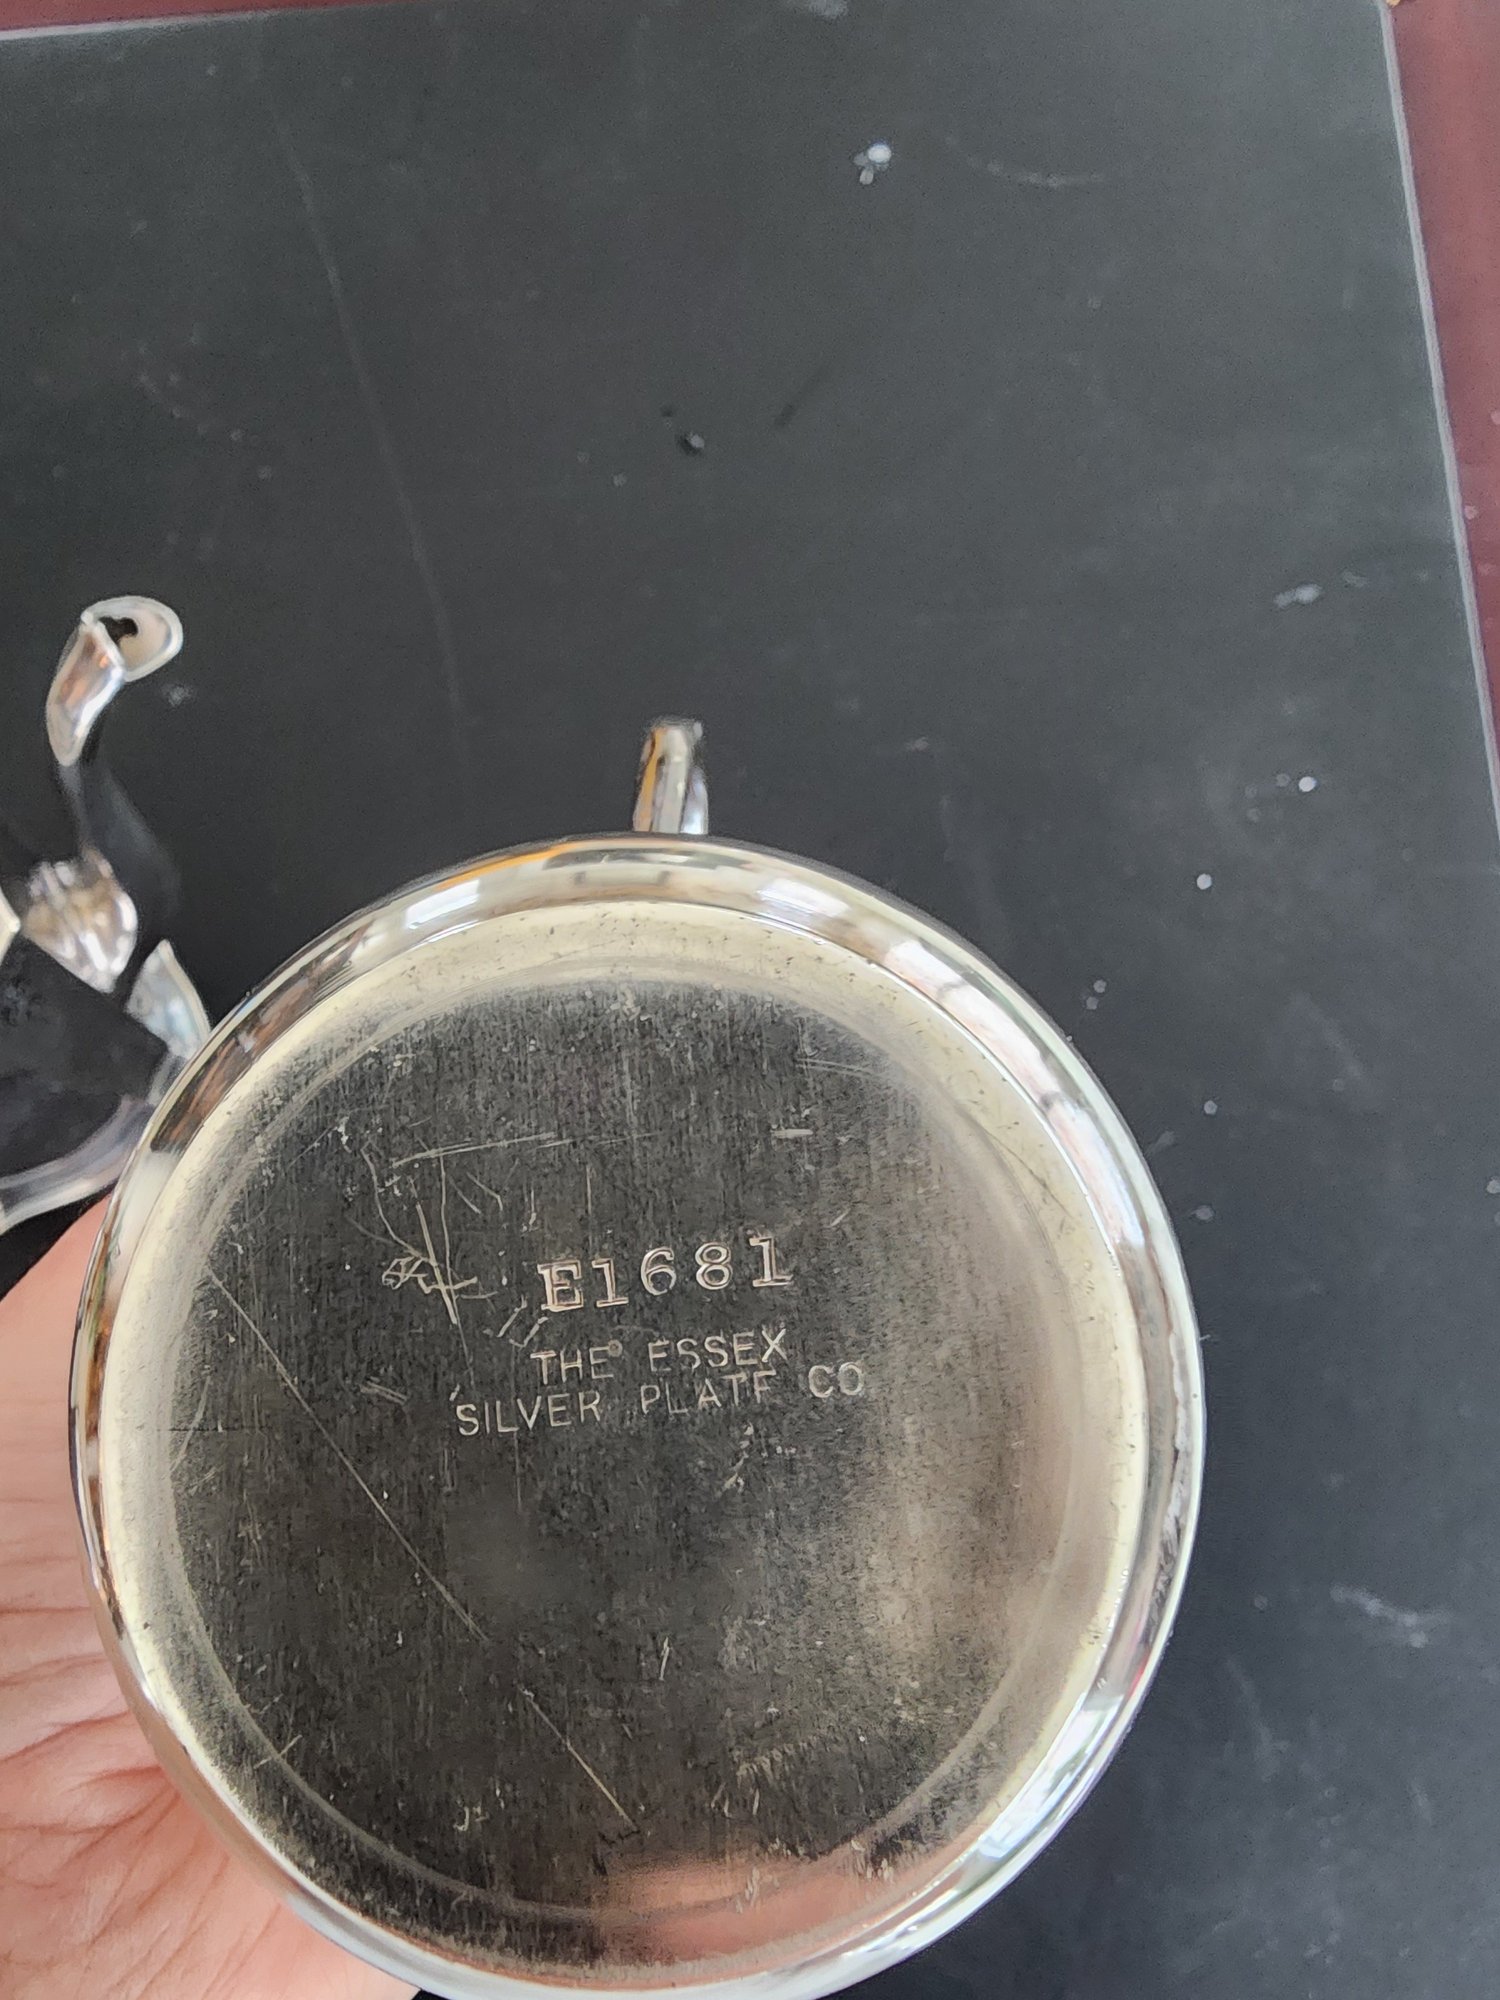 E1681
THE ESSEX
SILVER PLATE CO